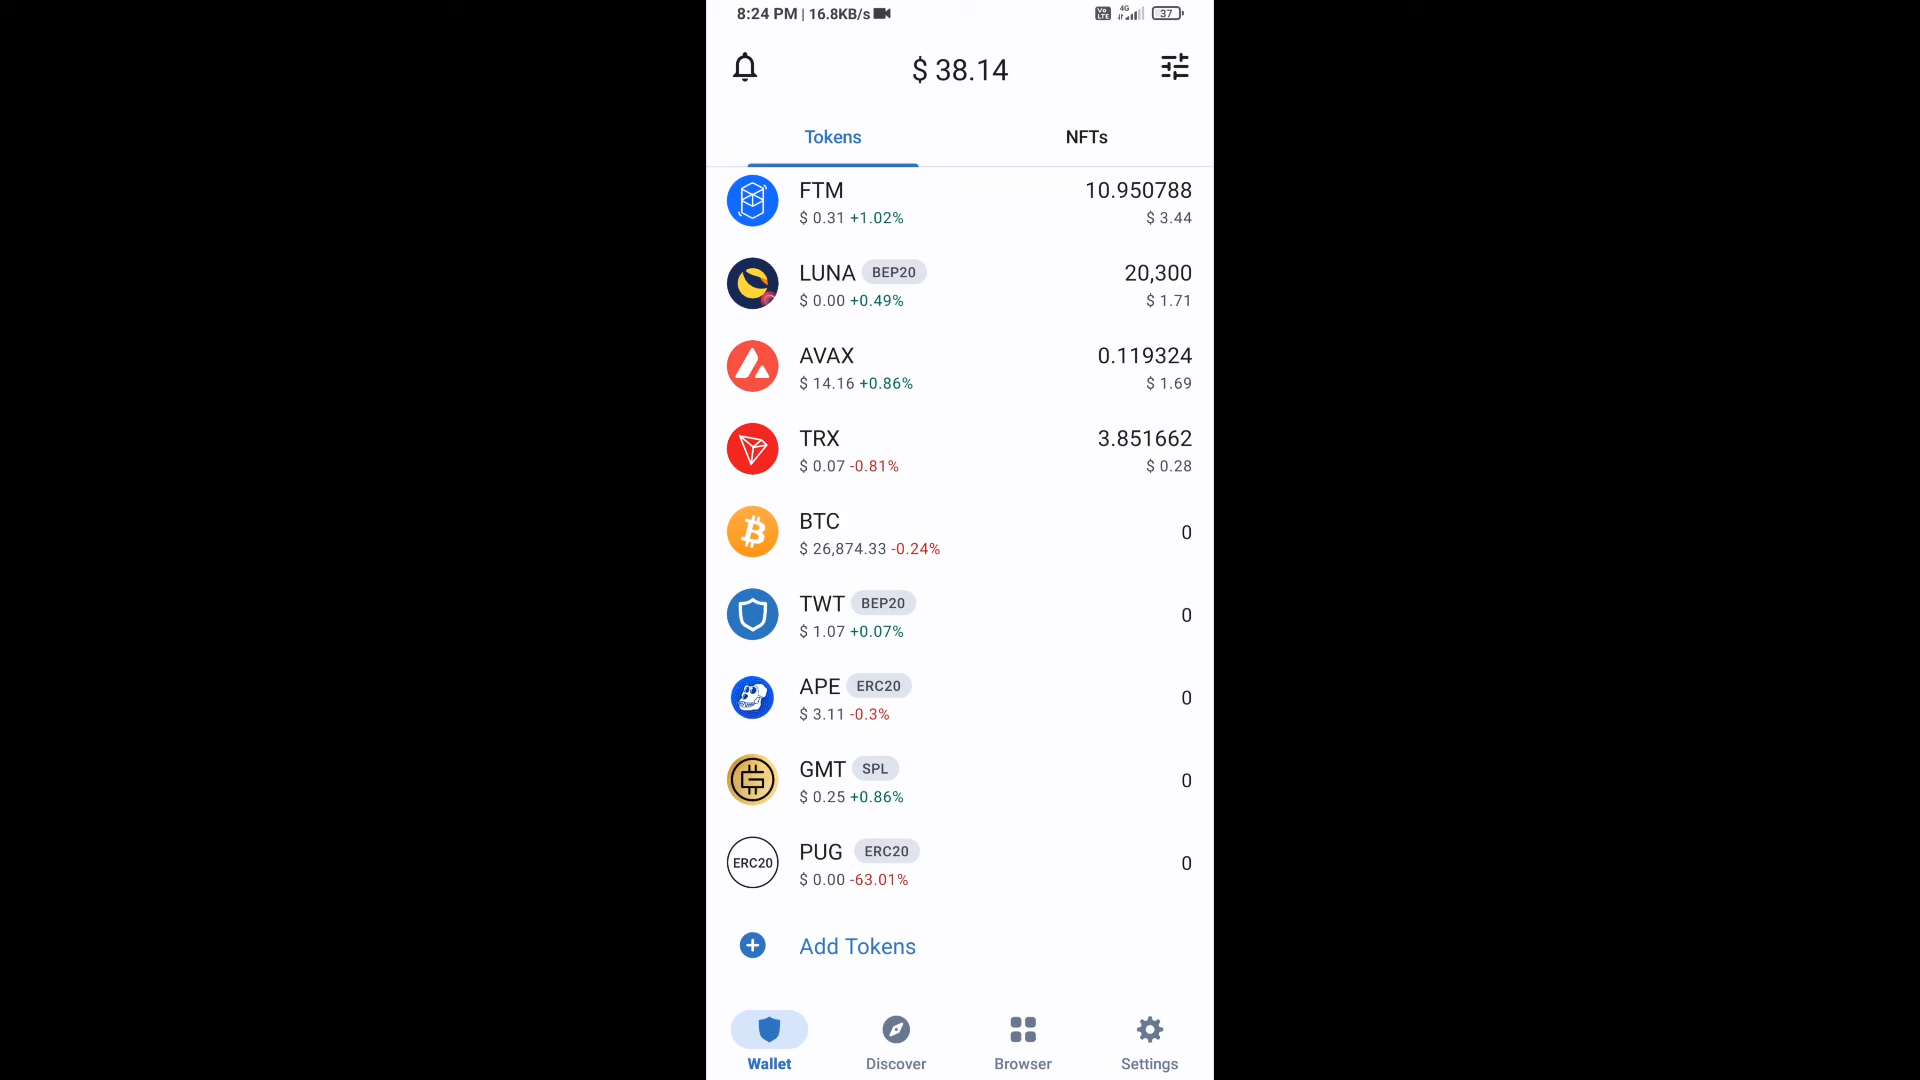 8:24 PM | 16.8KB/s
Vo LTE 4G 37
$ 38.14
Tokens NFTs
FTM 10.950788
$ 0.31 +1.02% $ 3.44
LUNA BEP20 20,300
$ 0.00 +0.49% $ 1.71
AVAX 0.119324
$ 14.16 +0.86% $ 1.69
TRX 3.851662
$ 0.07 -0.81% $ 0.28
BTC 0
$ 26,874.33 -0.24%
TWT BEP20 0
$ 1.07 +0.07%
APE ERC20 0
$ 3.11 -0.3%
GMT SPL 0
$ 0.25 +0.86%
ERC20 PUG ERC20 0
$ 0.00 -63.01%
Add Tokens
Wallet Discover Browser Settings